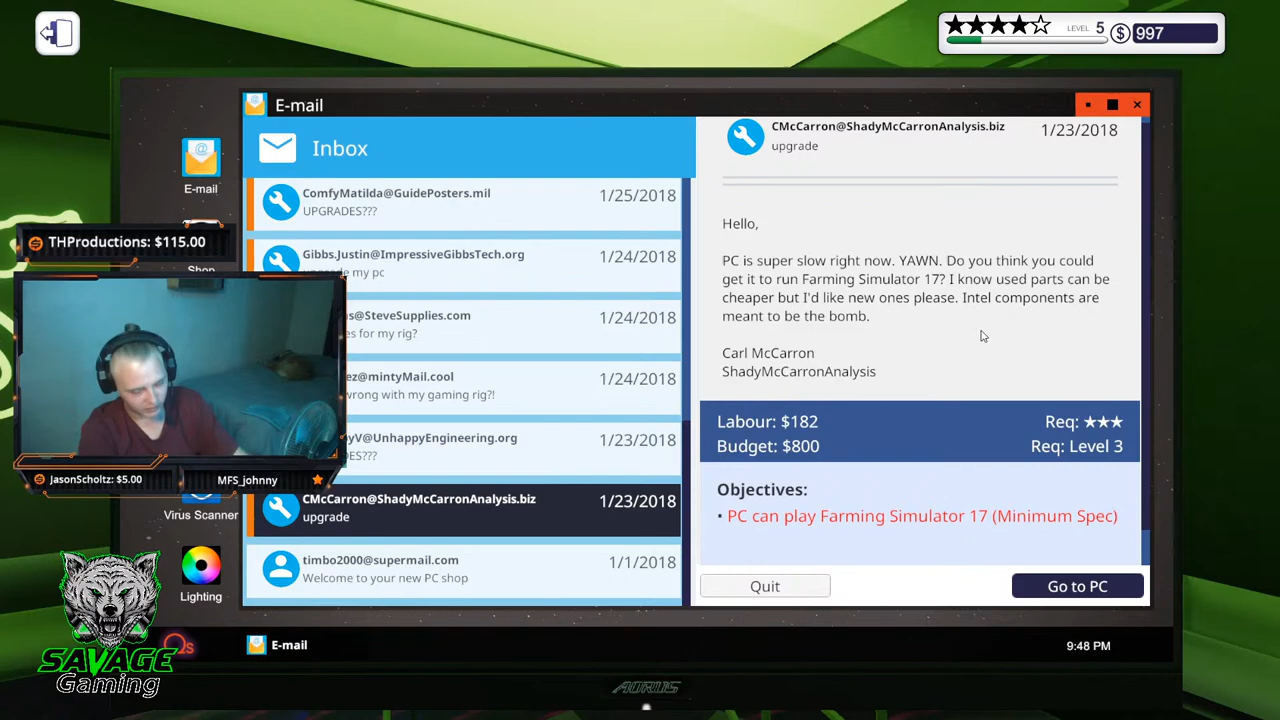 LEVEL 5
$ 997
E-mail
E-mail
Inbox
CMcCarron@ShadyMcCarronAnalysis.biz
1/23/2018
upgrade
ComfyMatilda@GuidePosters.mil
1/25/2018
UPGRADES???
Gibbs.Justin@ImpressiveGibbsTech.org
1/24/2018
my pc
@SteveSupplies.com
1/24/2018
for my rig?
@mintyMail.cool
1/24/2018
wrong with my gaming rig?!
@UnhappyEngineering.org
1/23/2018
CMcCarron@ShadyMcCarronAnalysis.biz
1/23/2018
upgrade
timbo2000@supermail.com
1/1/2018
Welcome to your new PC shop
Hello,
PC is super slow right now. YAWN. Do you think you could
get it to run Farming Simulator 17? I know used parts can be
cheaper but I'd like new ones please. Intel components are
meant to be the bomb.
Carl McCarron
ShadyMcCarronAnalysis
Labour: $182
Req: ★★★
Budget: $800
Req: Level 3
Objectives:
• PC can play Farming Simulator 17 (Minimum Spec)
Quit
Go to PC
THProductions: $115.00
Shop
JasonScholtz: $5.00
MFS_johnny
Virus Scanner
Lighting
SAVAGE
Gaming
E-mail
9:48 PM
AORUS